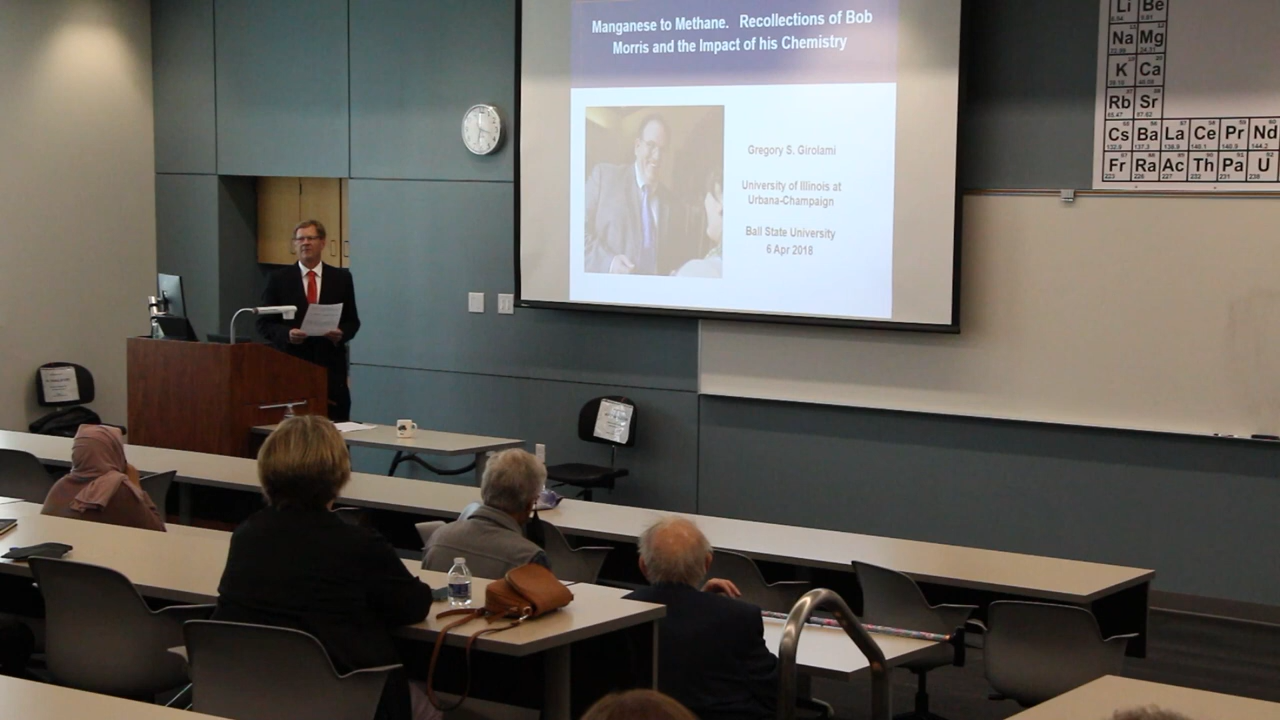 Manganese to Methane. Recollections of Bob
Morris and the Impact of his Chemistry
Gregory S. Girolami
University of Illinois at
Urbana-Champaign
Ball State University
6 Apr 2018
Li Be
Na Mg
K Ca
Rb Sr
Cs Ba La Ce Pr Nd
Fr Ra Ac Th Pa U